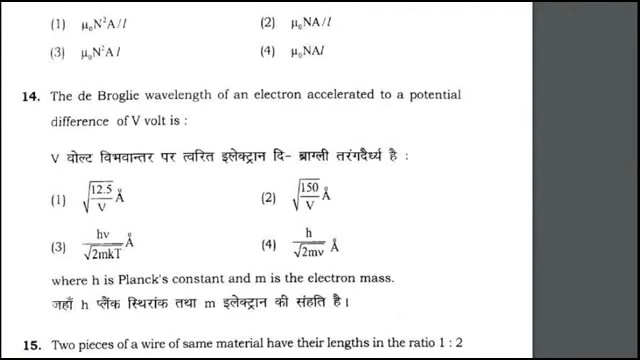 (1) μ₀N²A/l (2) μ₀NA/l
(3) μ₀N²Al (4) μ₀NAl
14. The de Broglie wavelength of an electron accelerated to a potential
difference of V volt is :
V वोल्ट विभवान्तर पर त्वरित इलेक्ट्रान दि- ब्राग्ली तरंगदैर्ध्य है :
(1) √(12.5/V) Å (2) √(150/V) Å
(3) hv/√2mkT Å (4) h/√2mv Å
where h is Planck's constant and m is the electron mass.
जहाँ h प्लैंक स्थिरांक तथा m इलेक्ट्रान की संहति है।
15. Two pieces of a wire of same material have their lengths in the ratio 1 : 2